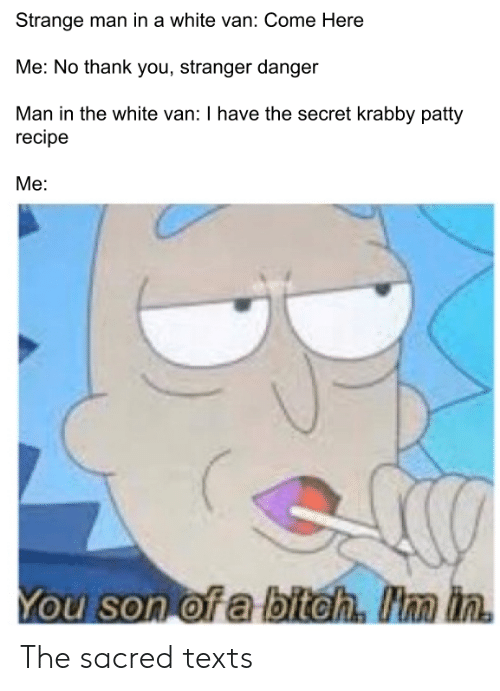 Strange man in a white van: Come Here
Me: No thank you, stranger danger
Man in the white van: I have the secret krabby patty
recipe
Me:
You son of a bitch. I'm in.
The sacred texts